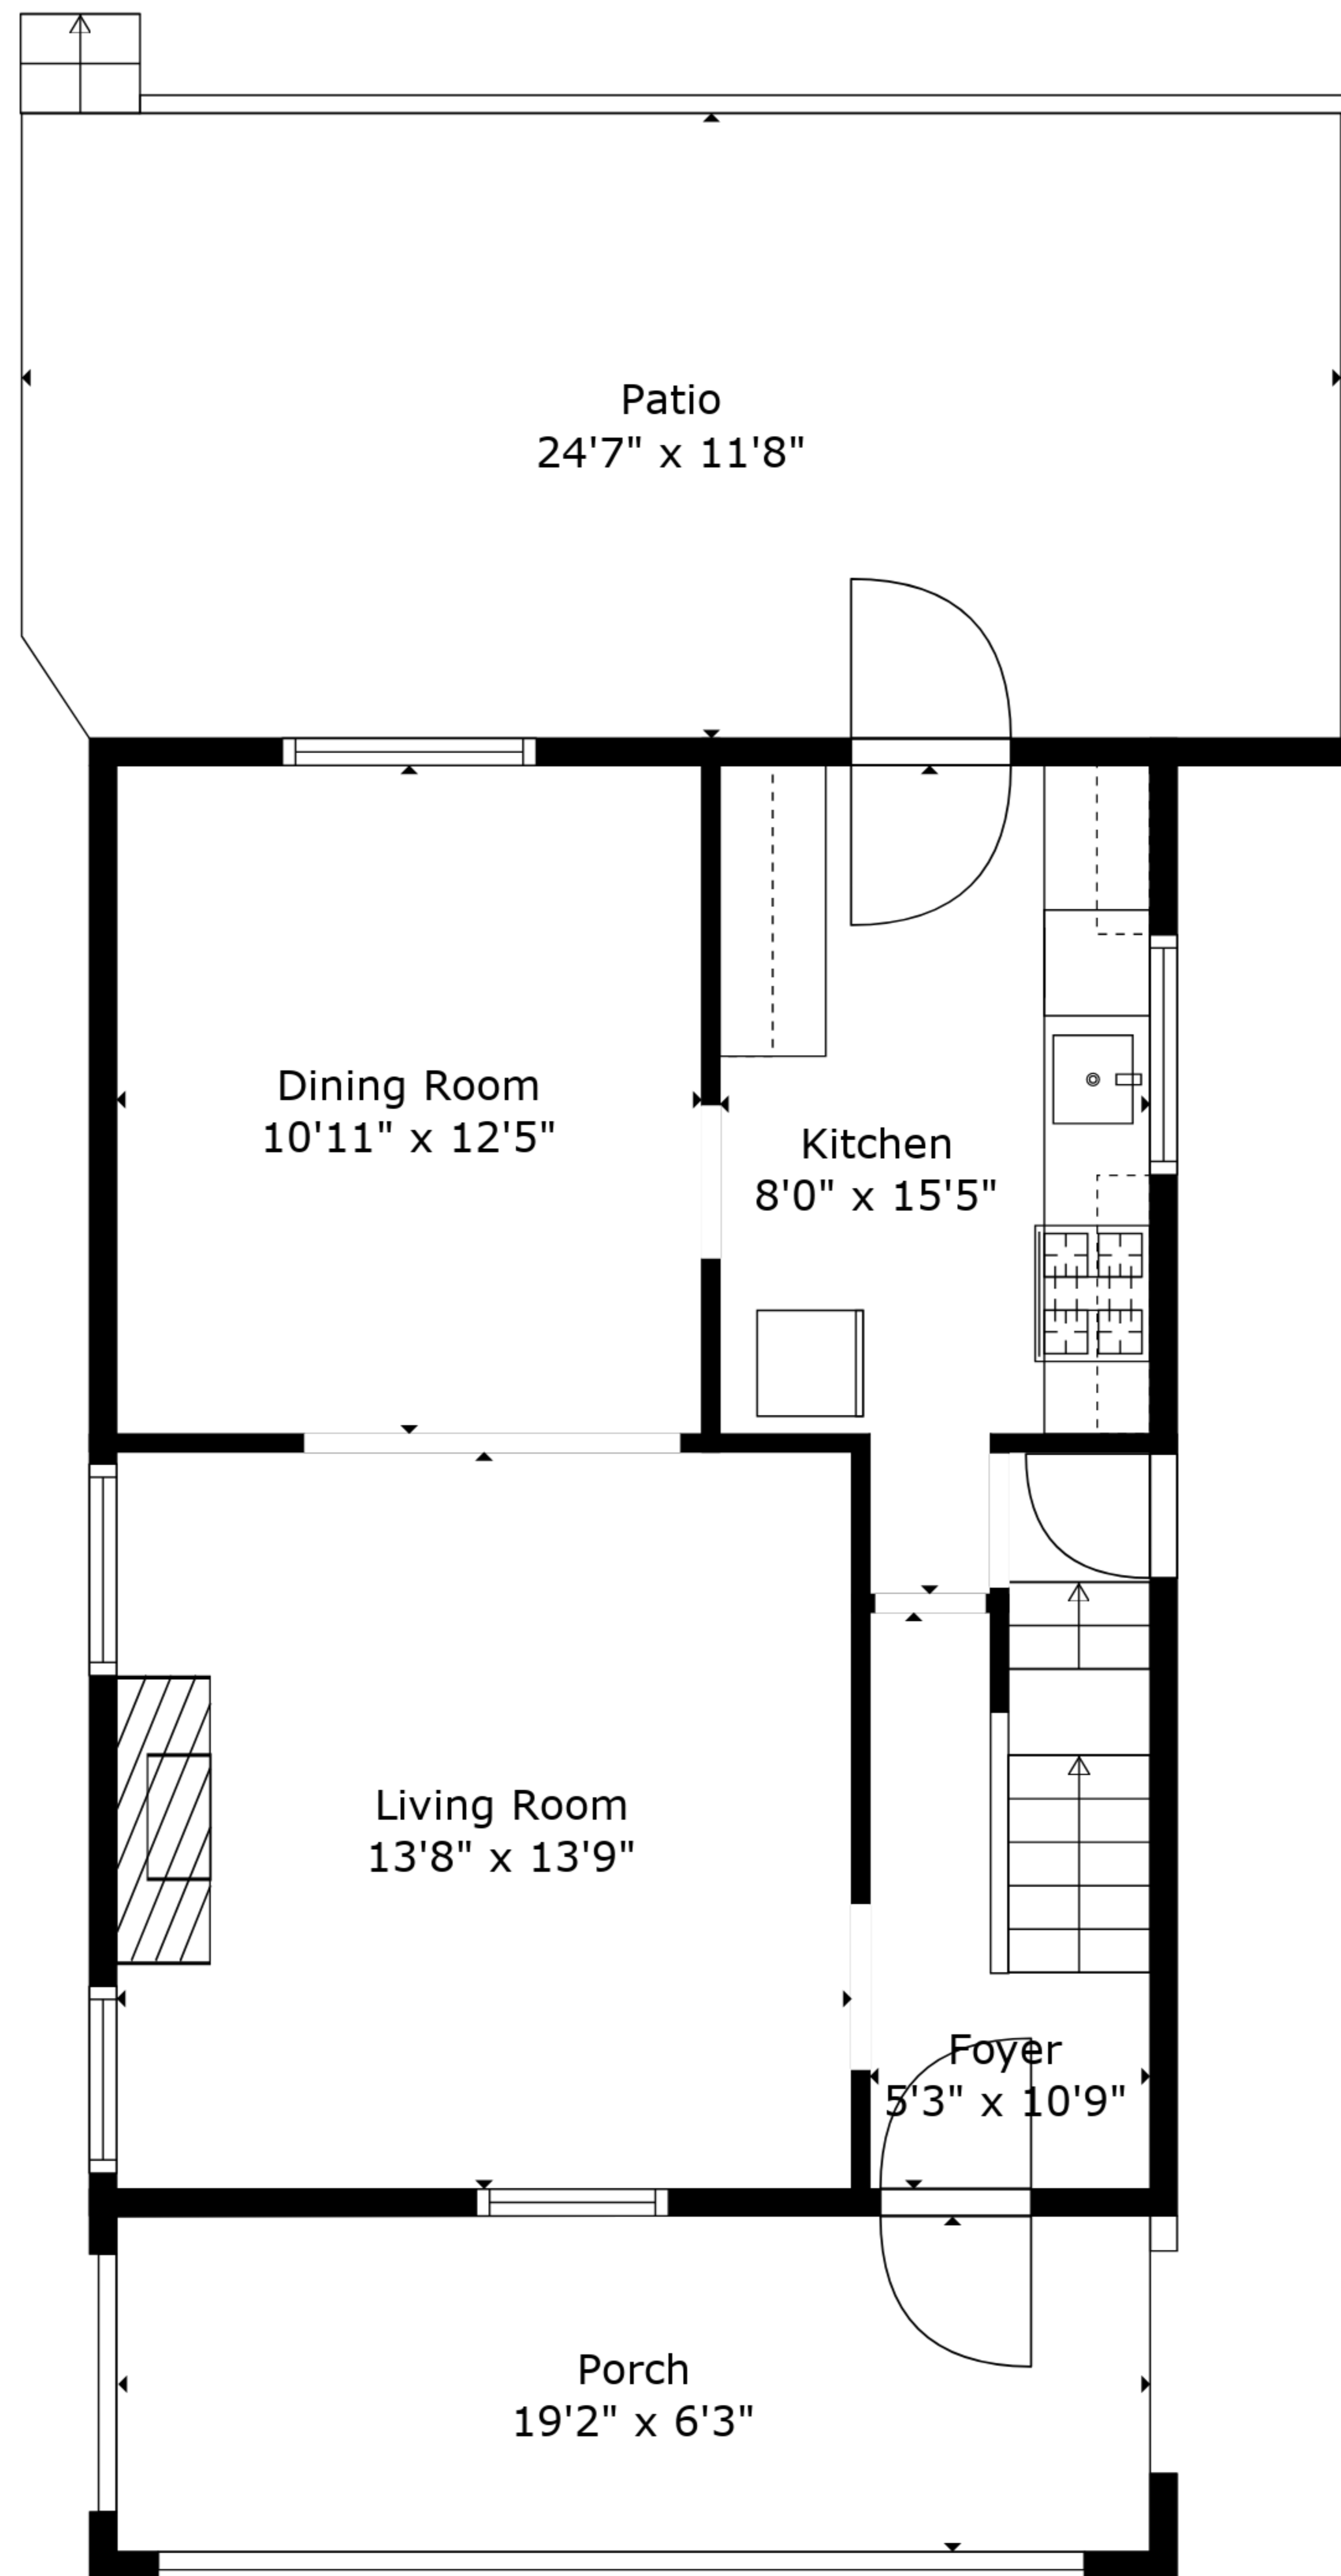 Patio
24'7" x 11'8"
Dining Room
10'11" x 12'5"
Kitchen
8'0" x 15'5"
Living Room
13'8" x 13'9"
Foyer
5'3" x 10'9"
Porch
19'2" x 6'3"